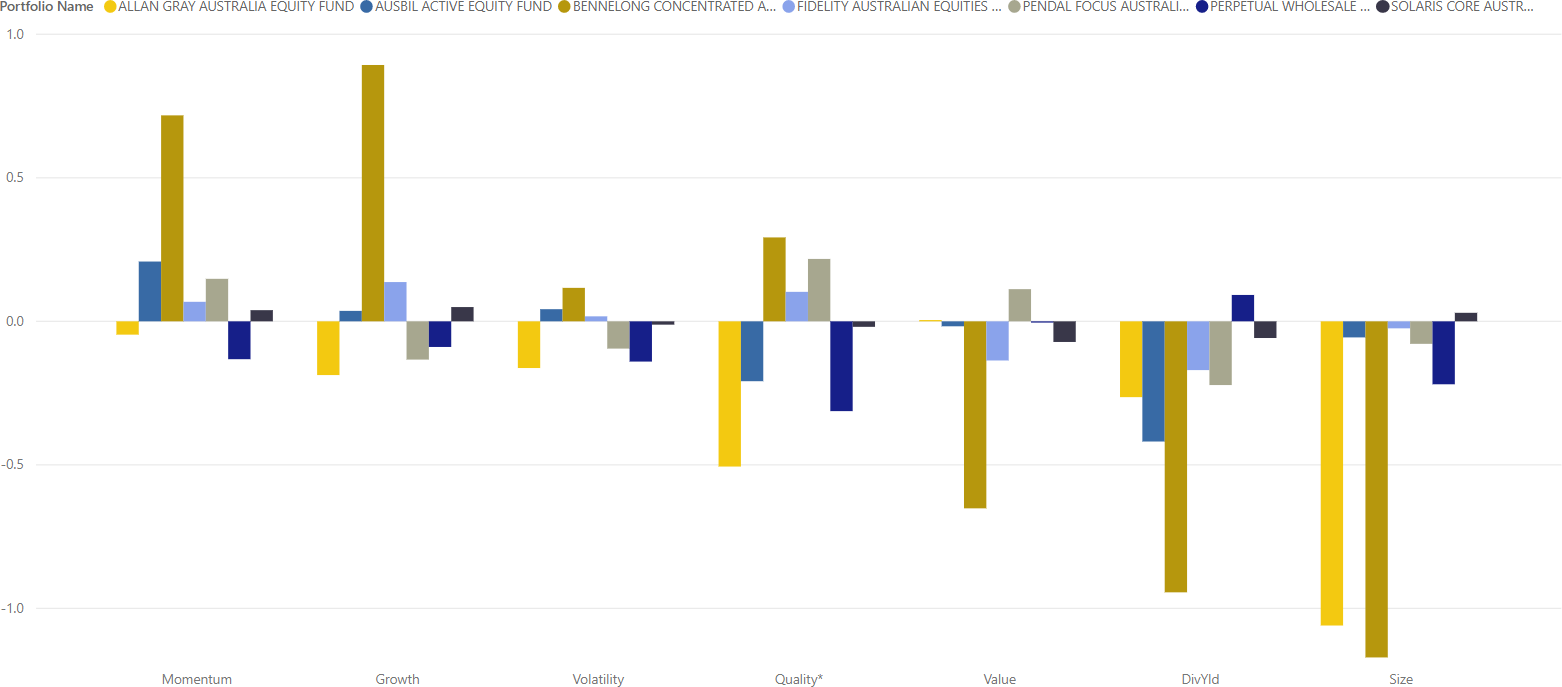 Portfolio Name ALLAN GRAY AUSTRALIA EQUITY FUND AUSBIL ACTIVE EQUITY FUND BENNELONG CONCENTRATED A... FIDELITY AUSTRALIAN EQUITIES ... PENDAL FOCUS AUSTRALI... PERPETUAL WHOLESALE ... SOLARIS CORE AUSTR...
1.0
0.5
0.0
-0.5
-1.0
Momentum Growth Volatility Quality* Value DivYld Size